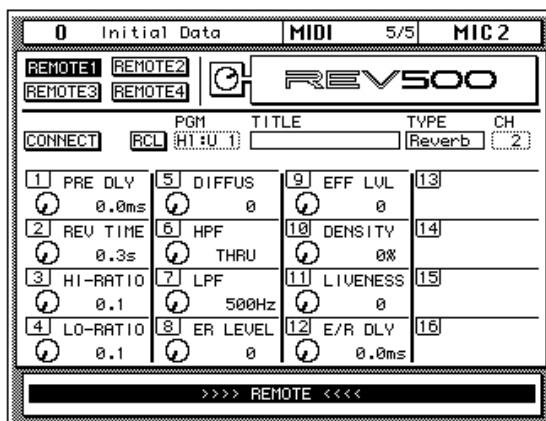 0 Initial Data MIDI 5/5 MIC 2
REMOTE1 REMOTE2
REMOTE3 REMOTE4
REV500
PGM TITLE TYPE CH
CONNECT RCL H1:U 1 Reverb 2
1 PRE DLY 5 DIFFUS 9 EFF LVL 13
0.0ms 0 0
2 REV TIME 6 HPF 10 DENSITY 14
0.3s THRU 0%
3 HI-RATIO 7 LPF 11 LIVENESS 15
0.1 500Hz 0
4 LO-RATIO 8 ER LEVEL 12 E/R DLY 16
0.1 0 0.0ms
>>>> REMOTE <<<<